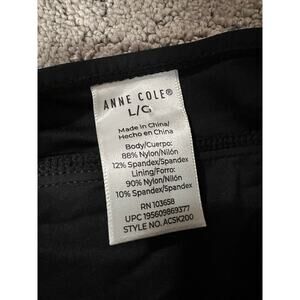 ANNE COLE®
L/G
Made in China/
Hecho en China
Body/Cuerpo:
88% Nylon/Nilón
12% Spandex/Spandex
Lining/Forro:
90% Nylon/Nilón
10% Spandex/Spandex
RN 103658
UPC 195609869377
STYLE NO. ACSK200